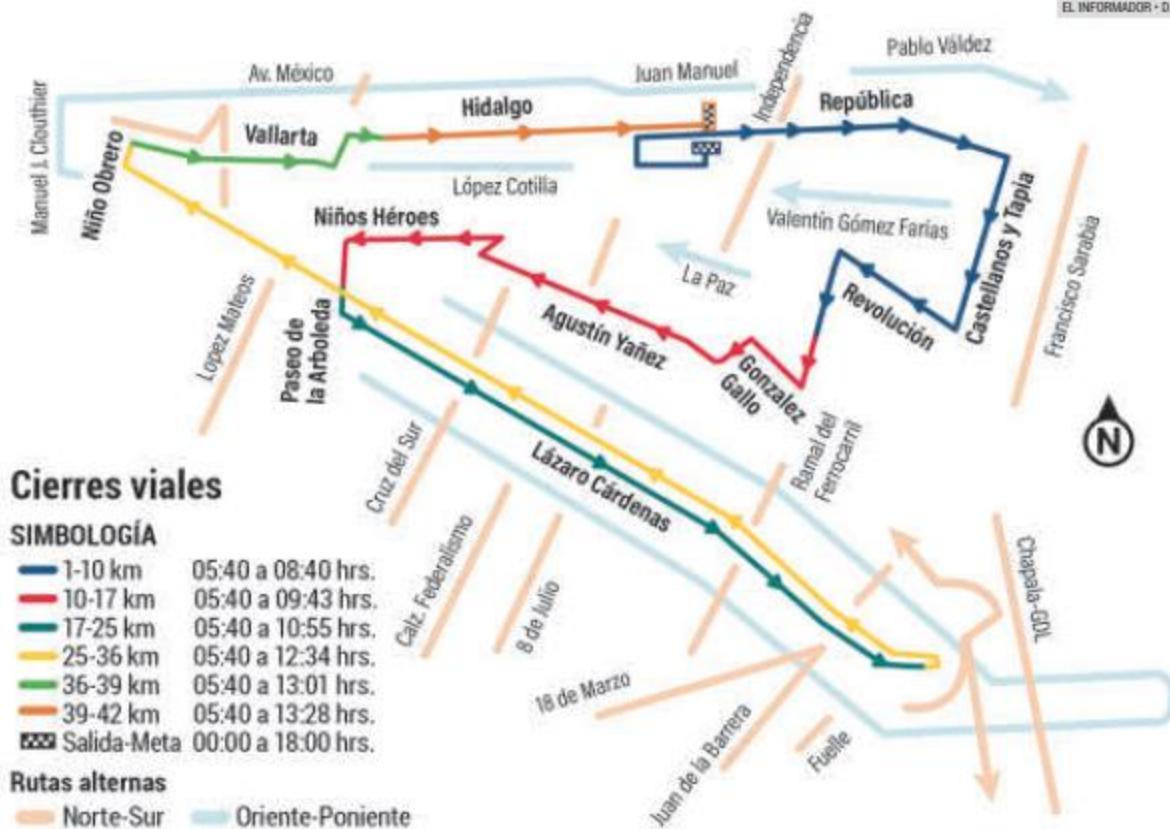 EL INFORMADOR • D.
Pablo Váldez
Independencia
Av. México
Juan Manuel
República
Hidalgo
Manuel J. Clouthier
Niño Obrero
Vallarta
López Cotilla
Castellanos y Tapia
Niños Héroes
Valentín Gómez Farías
Francisco Sarabia
La Paz
Lopez Mateos
Paseo de
la Arboleda
Agustín Yañez
Revolución
Gonzalez
Gallo
Ramal del
Ferrocarril
N
Cruz del Sur
Lázaro Cárdenas
Calz. Federalismo
8 de Julio
Chapala-GDL
18 de Marzo
Juan de la Barrera
Fuelle
Cierres viales
SIMBOLOGÍA
1-10 km 05:40 a 08:40 hrs.
10-17 km 05:40 a 09:43 hrs.
17-25 km 05:40 a 10:55 hrs.
25-36 km 05:40 a 12:34 hrs.
36-39 km 05:40 a 13:01 hrs.
39-42 km 05:40 a 13:28 hrs.
Salida-Meta 00:00 a 18:00 hrs.
Rutas alternas
Norte-Sur Oriente-Poniente